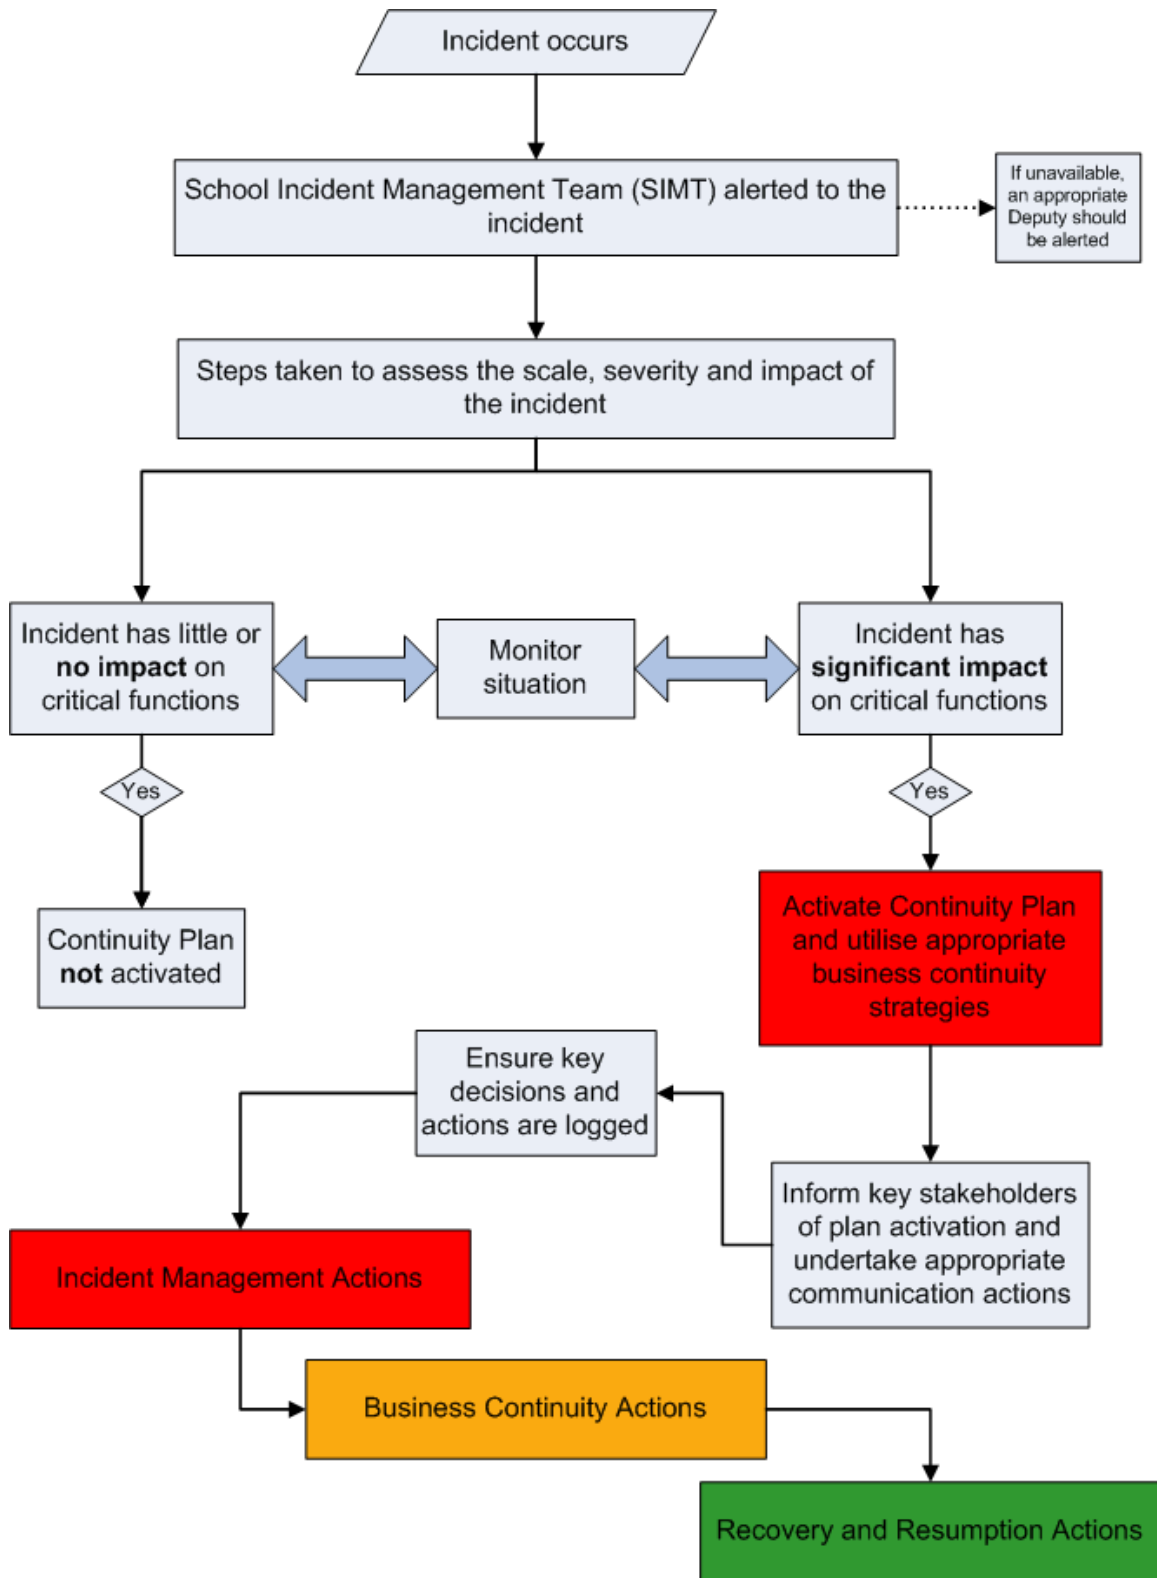 Incident occurs
School Incident Management Team (SIMT) alerted to the
incident
If unavailable,
an appropriate
Deputy should
be alerted
Steps taken to assess the scale, severity and impact of
the incident
Incident has little or
no impact on
critical functions
Monitor
situation
Incident has
significant impact
on critical functions
Yes
Yes
Continuity Plan
not activated
Activate Continuity Plan
and utilise appropriate
business continuity
strategies
Ensure key
decisions and
actions are logged
Inform key stakeholders
of plan activation and
undertake appropriate
communication actions
Incident Management Actions
Business Continuity Actions
Recovery and Resumption Actions